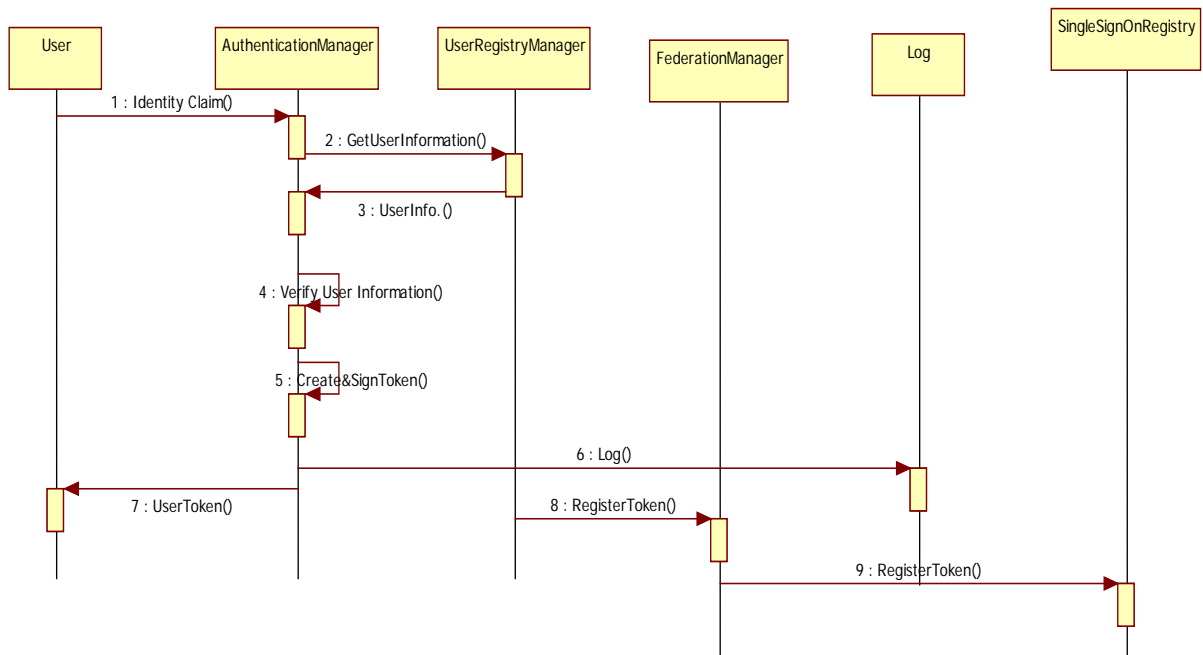 SingleSignOnRegistry
User
AuthenticationManager
UserRegistryManager
FederationManager
Log
1 : Identity Claim()
2 : GetUserInformation()
3 : UserInfo.()
4 : Verify User Information()
5 : Create&SignToken()
6 : Log()
7 : UserToken()
8 : RegisterToken()
9 : RegisterToken()